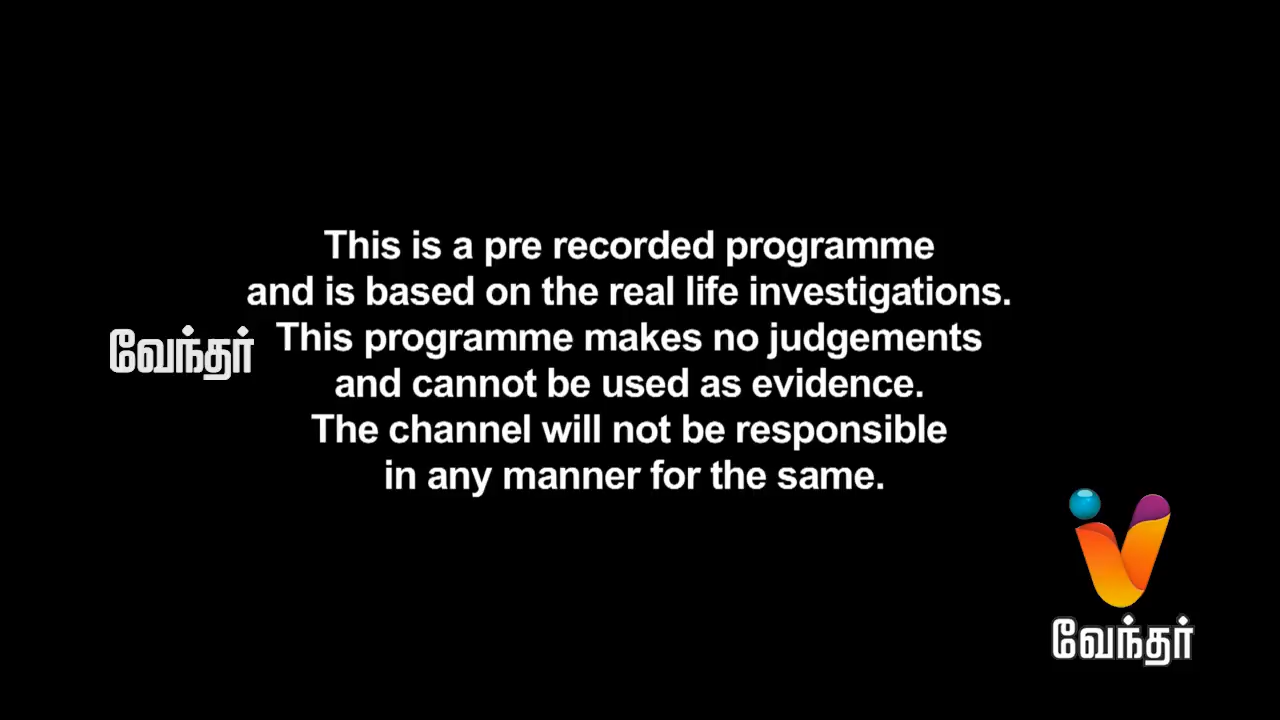 This is a pre recorded programme
and is based on the real life investigations.
வேந்தர்
This programme makes no judgements
and cannot be used as evidence.
The channel will not be responsible
in any manner for the same.
வேந்தர்